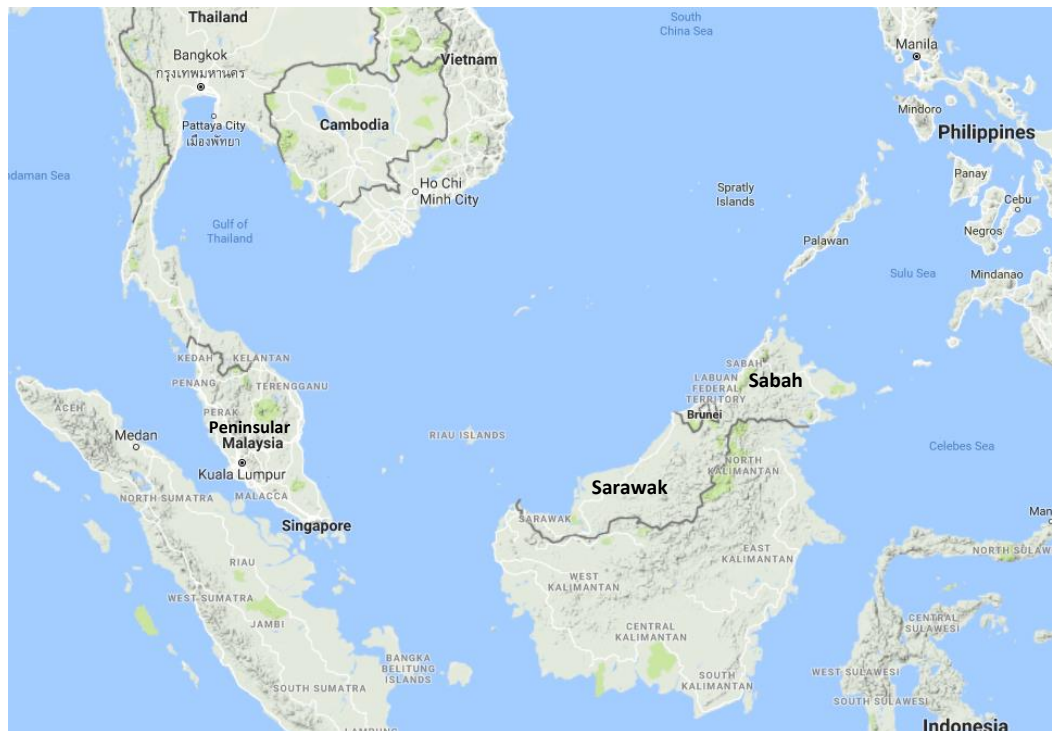 Thailand
Bangkok
กรุงเทพมหานคร
Pattaya City
เมืองพัทยา
Cambodia
Vietnam
Ho Chi
Minh City
South
China Sea
Manila
Mindoro
Philippines
Panay
Cebu
Negros
Mindanao
Spratly
Islands
Palawan
Sulu Sea
ndaman Sea
Gulf of
Thailand
KEDAH
KELANTAN
PENANG
TERENGGANU
PERAK
Peninsular
Malaysia
Kuala Lumpur
MALACCA
Singapore
ACEH
Medan
NORTH SUMATRA
RIAU
WEST SUMATRA
JAMBI
SOUTH SUMATRA
LAMPUNG
BANGKA
BELITUNG
ISLANDS
RIAU ISLANDS
SABAH
LABUAN
FEDERAL
TERRITORY
Sabah
Brunei
Sarawak
SARAWAK
NORTH
KALIMANTAN
EAST
KALIMANTAN
WEST
KALIMANTAN
CENTRAL
KALIMANTAN
SOUTH
KALIMANTAN
Celebes Sea
Man
NORTH SULAW
CENTRAL
SULAWESI
WEST SULAWESI
SOUTH SULAWESI
Indonesia